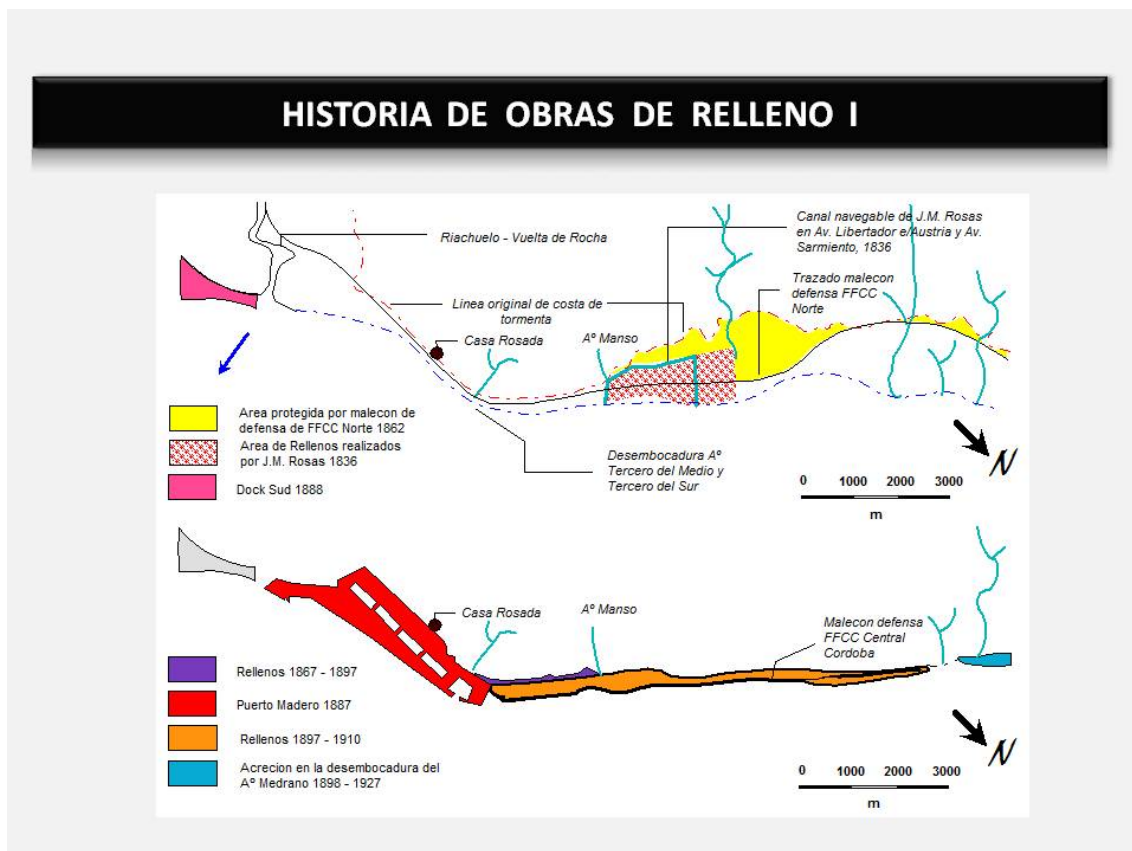 HISTORIA DE OBRAS DE RELLENO I
Riachuelo - Vuelta de Rocha
Canal navegable de J.M. Rosas
en Av. Libertador e/Austria y Av.
Sarmiento, 1836
Trazado malecon
defensa FFCC
Norte
Linea original de costa de
tormenta
Casa Rosada
Aº Manso
Area protegida por malecon de
defensa de FFCC Norte 1862
Area de Rellenos realizados
por J.M. Rosas 1836
Dock Sud 1888
Desembocadura Aº
Tercero del Medio y
Tercero del Sur
N
0 1000 2000 3000
m
Casa Rosada
Aº Manso
Malecon defensa
FFCC Central
Cordoba
Rellenos 1867 - 1897
Puerto Madero 1887
Rellenos 1897 - 1910
Acrecion en la desembocadura del
Aº Medrano 1898 - 1927
N
0 1000 2000 3000
m